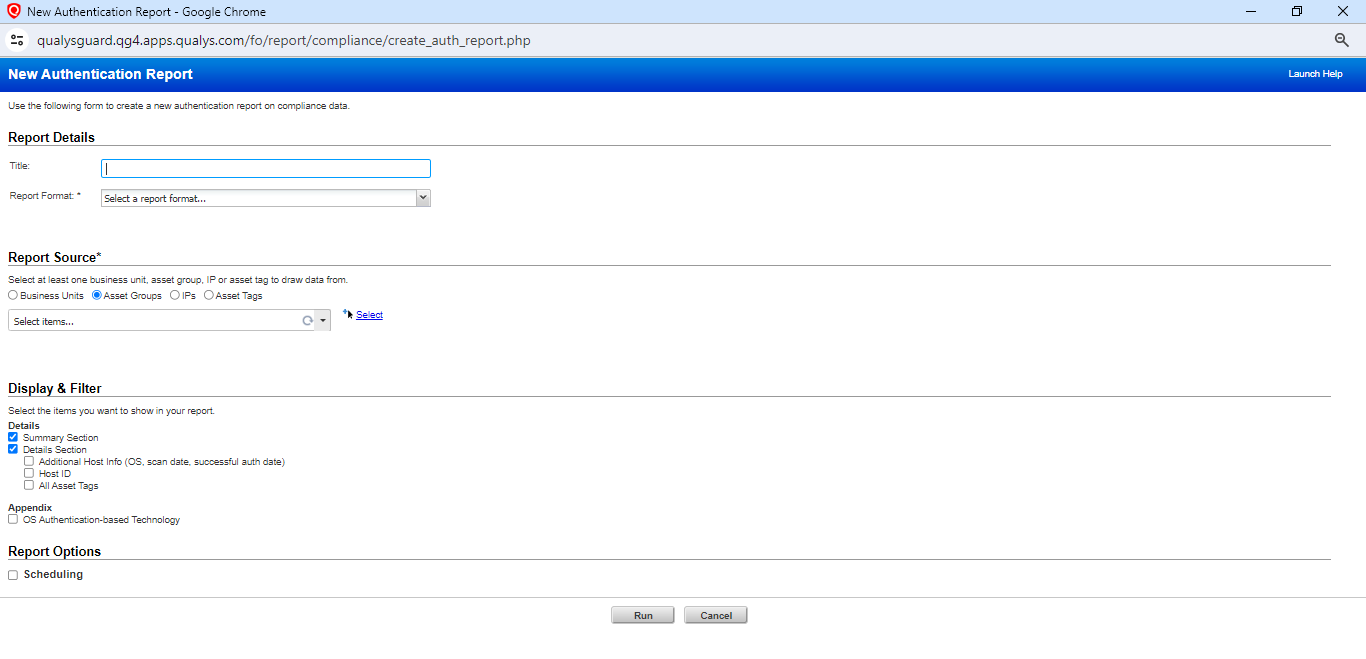 New Authentication Report - Google Chrome
qualysguard.qg4.apps.qualys.com/fo/report/compliance/create_auth_report.php
New Authentication Report
Launch Help
Use the following form to create a new authentication report on compliance data.
Report Details
Title:
Report Format: *
Select a report format...
Report Source*
Select at least one business unit, asset group, IP or asset tag to draw data from.
Business Units Asset Groups IPs Asset Tags
Select items...
Select
Display & Filter
Select the items you want to show in your report.
Details
Summary Section
Details Section
Additional Host Info (OS, scan date, successful auth date)
Host ID
All Asset Tags
Appendix
OS Authentication-based Technology
Report Options
Scheduling
Run Cancel